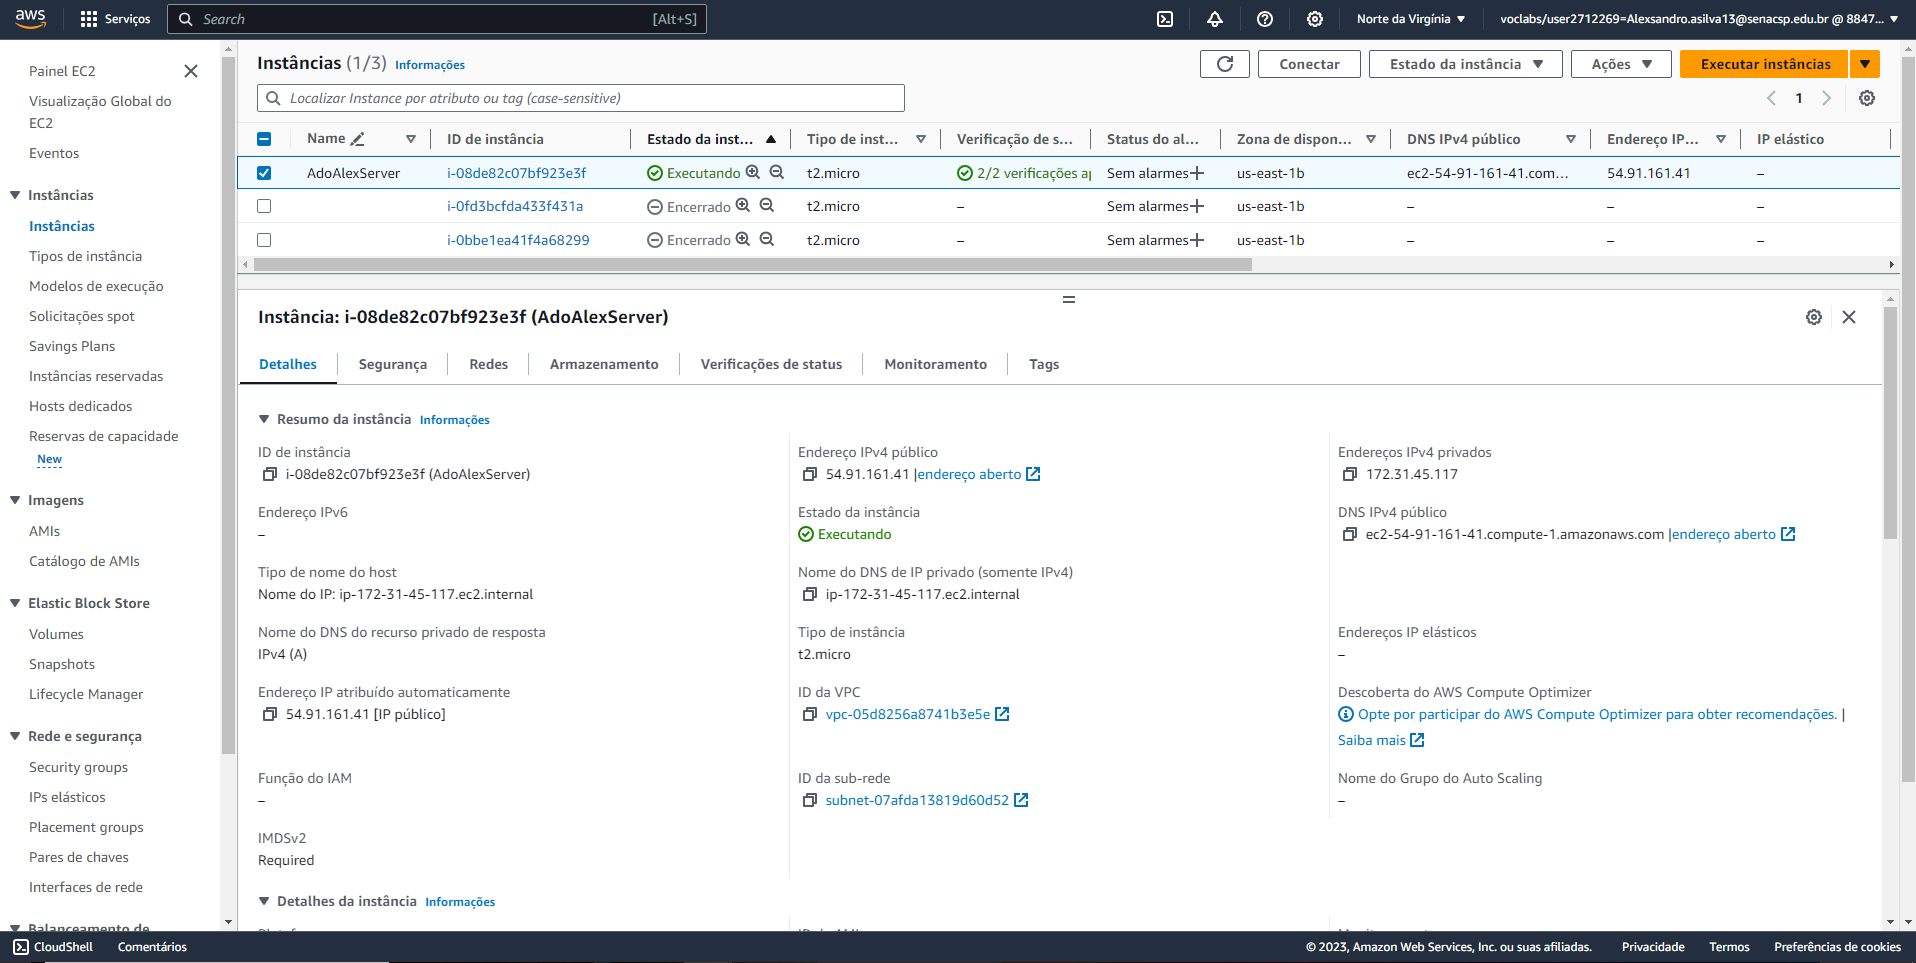 aws
Serviços
Search
[Alt+S]
Norte da Virgínia
voclabs/user2712269=Alexsandro.asilva13@senacsp.edu.br @ 8847...
Painel EC2
Visualização Global do
EC2
Eventos
Instâncias
Instâncias
Tipos de instância
Modelos de execução
Solicitações spot
Savings Plans
Instâncias reservadas
Hosts dedicados
Reservas de capacidade
New
Imagens
AMIs
Catálogo de AMIs
Elastic Block Store
Volumes
Snapshots
Lifecycle Manager
Rede e segurança
Security groups
IPs elásticos
Placement groups
Pares de chaves
Interfaces de rede
Balanceamento de
Instâncias (1/3) Informações
Conectar
Estado da instância
Ações
Executar instâncias
Localizar Instance por atributo ou tag (case-sensitive)
1
Name ID de instância Estado da inst... Tipo de inst... Verificação de s... Status do al... Zona de dispon... DNS IPv4 público Endereço IP... IP elástico
AdoAlexServer i-08de82c07bf923e3f Executando t2.micro 2/2 verificações a Sem alarmes us-east-1b ec2-54-91-161-41.com... 54.91.161.41 –
i-0fd3bcfda433f431a Encerrado t2.micro – Sem alarmes us-east-1b – – –
i-0bbe1ea41f4a68299 Encerrado t2.micro – Sem alarmes us-east-1b – – –
Instância: i-08de82c07bf923e3f (AdoAlexServer)
Detalhes Segurança Redes Armazenamento Verificações de status Monitoramento Tags
Resumo da instância Informações
ID de instância
i-08de82c07bf923e3f (AdoAlexServer)
Endereço IPv4 público
54.91.161.41 |endereço aberto
Endereços IPv4 privados
172.31.45.117
Endereço IPv6
–
Estado da instância
Executando
DNS IPv4 público
ec2-54-91-161-41.compute-1.amazonaws.com |endereço aberto
Tipo de nome do host
Nome do IP: ip-172-31-45-117.ec2.internal
Nome do DNS de IP privado (somente IPv4)
ip-172-31-45-117.ec2.internal
Nome do DNS do recurso privado de resposta
IPv4 (A)
Tipo de instância
t2.micro
Endereços IP elásticos
–
Endereço IP atribuído automaticamente
54.91.161.41 [IP público]
ID da VPC
vpc-05d8256a8741b3e5e
Descoberta do AWS Compute Optimizer
Opte por participar do AWS Compute Optimizer para obter recomendações. |
Saiba mais
Função do IAM
–
ID da sub-rede
subnet-07afda13819d60d52
Nome do Grupo do Auto Scaling
–
IMDSv2
Required
Detalhes da instância Informações
CloudShell Comentários
© 2023, Amazon Web Services, Inc. ou suas afiliadas. Privacidade Termos Preferências de cookies